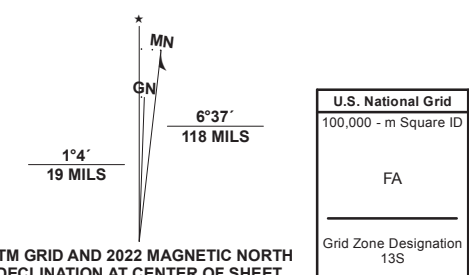 ★
MN
GN
6°37´
118 MILS
1°4´
19 MILS
TM GRID AND 2022 MAGNETIC NORTH
DECLINATION AT CENTER OF SHEET
U.S. National Grid
100,000 - m Square ID
FA
Grid Zone Designation
13S